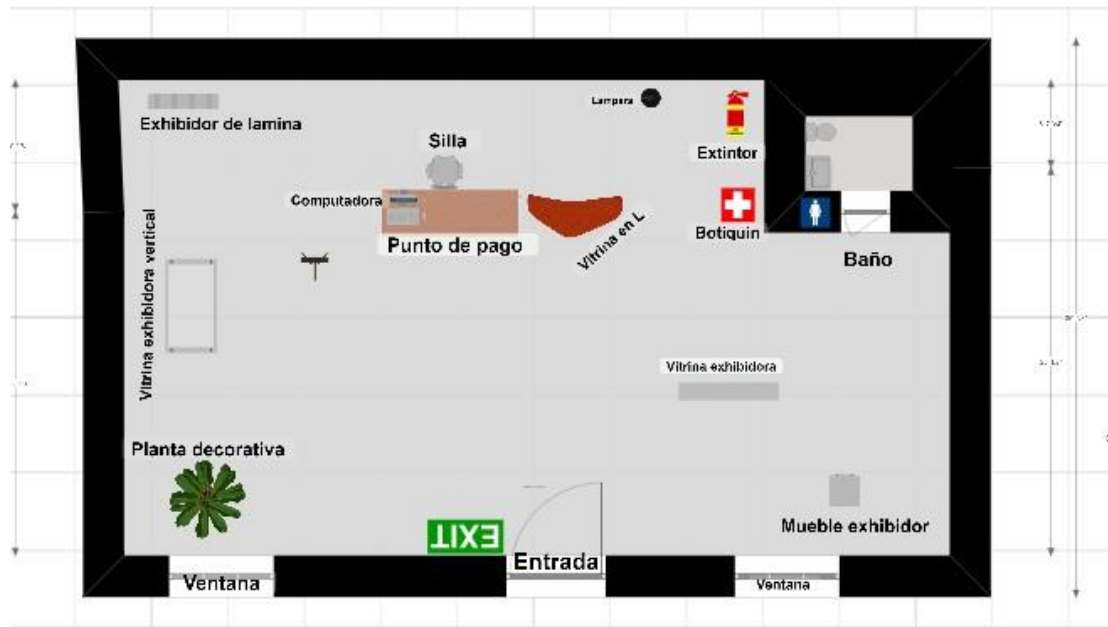 Lampara
Exhibidor de lamina
Silla
Extintor
Computadora
Punto de pago
Vitrina en L
Botiquin
Baño
Vitrina exhibidora vertical
Vitrina exhibidora
Planta decorativa
EXIT
Mueble exhibidor
Entrada
Ventana
Ventana